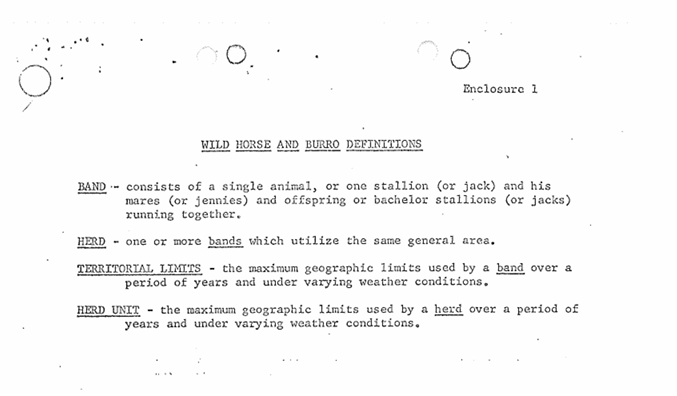 Enclosure 1
WILD HORSE AND BURRO DEFINITIONS
BAND - consists of a single animal, or one stallion (or jack) and his
mares (or jennies) and offspring or bachelor stallions (or jacks)
running together.
HERD - one or more bands which utilize the same general area.
TERRITORIAL LIMITS - the maximum geographic limits used by a band over a
period of years and under varying weather conditions.
HERD UNIT - the maximum geographic limits used by a herd over a period of
years and under varying weather conditions.